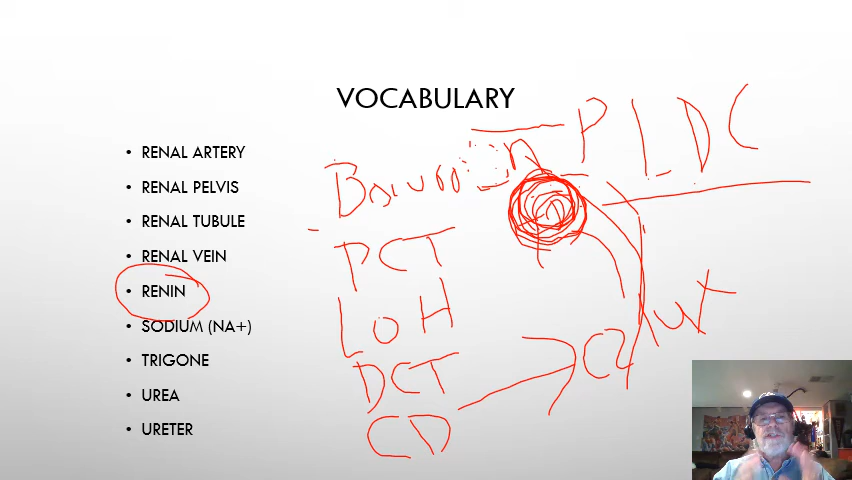 VOCABULARY
• RENAL ARTERY
• RENAL PELVIS
• RENAL TUBULE
• RENAL VEIN
• RENIN
• SODIUM (NA+)
• TRIGONE
• UREA
• URETER
PLDC
PCT
LOH
DCT
CD